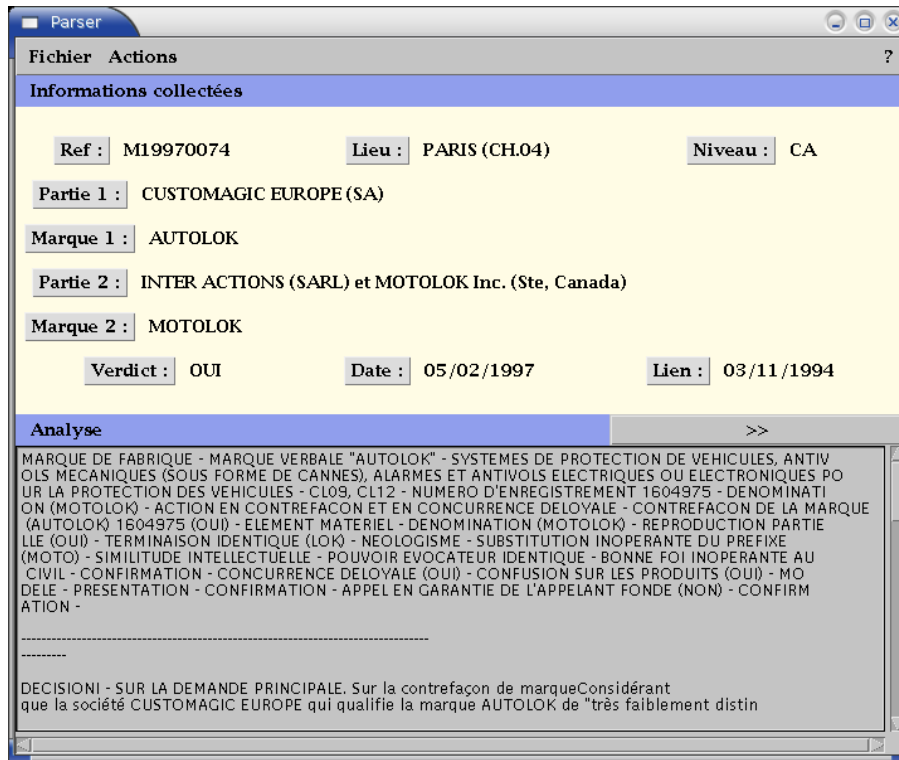 Parser
Fichier Actions ?
Informations collectées
Ref : M19970074 Lieu : PARIS (CH.04) Niveau : CA
Partie 1 : CUSTOMAGIC EUROPE (SA)
Marque 1 : AUTOLOK
Partie 2 : INTER ACTIONS (SARL) et MOTOLOK Inc. (Ste, Canada)
Marque 2 : MOTOLOK
Verdict : OUI Date : 05/02/1997 Lien : 03/11/1994
Analyse >>
MARQUE DE FABRIQUE - MARQUE VERBALE "AUTOLOK" - SYSTEMES DE PROTECTION DE VEHICULES, ANTIV
OLS MECANIQUES (SOUS FORME DE CANNES), ALARMES ET ANTIVOLS ELECTRIQUES OU ELECTRONIQUES PO
UR LA PROTECTION DES VEHICULES - CL09, CL12 - NUMERO D'ENREGISTREMENT 1604975 - DENOMINATI
ON (MOTOLOK) - ACTION EN CONTREFACON ET EN CONCURRENCE DELOYALE - CONTREFACON DE LA MARQUE
(AUTOLOK) 1604975 (OUI) - ELEMENT MATERIEL - DENOMINATION (MOTOLOK) - REPRODUCTION PARTIE
LLE (OUI) - TERMINAISON IDENTIQUE (LOK) - NEOLOGISME - SUBSTITUTION INOPERANTE DU PREFIXE
(MOTO) - SIMILITUDE INTELLECTUELLE - POUVOIR EVOCATEUR IDENTIQUE - BONNE FOI INOPERANTE AU
CIVIL - CONFIRMATION - CONCURRENCE DELOYALE (OUI) - CONFUSION SUR LES PRODUITS (OUI) - MO
DELE - PRESENTATION - CONFIRMATION - APPEL EN GARANTIE DE L'APPELANT FONDE (NON) - CONFIRM
ATION -
--------------------------------------------------------------------------------
---------
DECISIONI - SUR LA DEMANDE PRINCIPALE. Sur la contrefaçon de marqueConsidérant
que la société CUSTOMAGIC EUROPE qui qualifie la marque AUTOLOK de "très faiblement distin